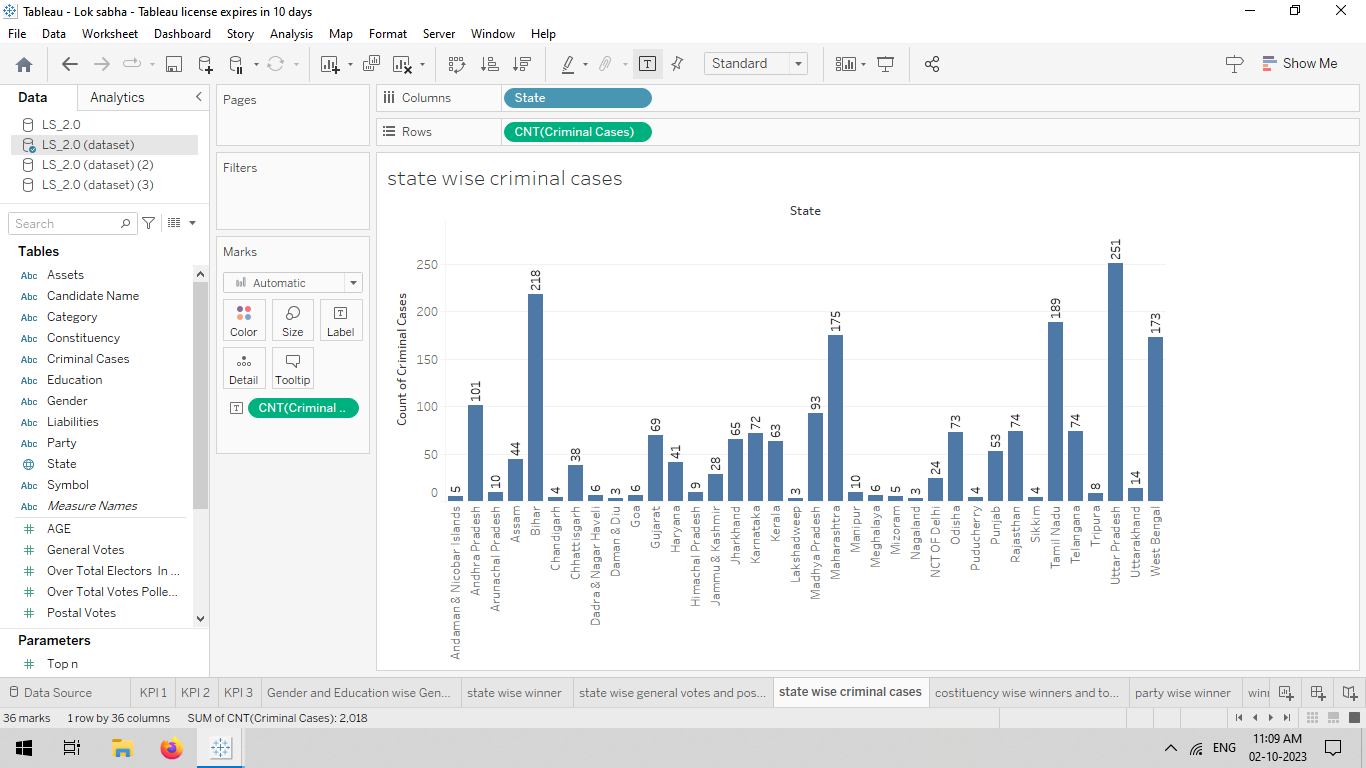 Tableau - Lok sabha - Tableau license expires in 10 days
File Data Worksheet Dashboard Story Analysis Map Format Server Window Help
Standard
Show Me
Data Analytics
LS_2.0
LS_2.0 (dataset)
LS_2.0 (dataset) (2)
LS_2.0 (dataset) (3)
Search
Tables
Abc Assets
Abc Candidate Name
Abc Category
Abc Constituency
Abc Criminal Cases
Abc Education
Abc Gender
Abc Liabilities
Abc Party
State
Abc Symbol
Abc Measure Names
AGE
General Votes
Over Total Electors In ...
Over Total Votes Polle...
Postal Votes
Parameters
Top n
Pages
Filters
Marks
Automatic
Color Size Label
Detail Tooltip
CNT(Criminal ..
Columns State
Rows CNT(Criminal Cases)
state wise criminal cases
State
Count of Criminal Cases
250
200
150
100
50
0
5 101 10 44 218 4 38 6 3 6 69 41 9 28 65 72 63 3 93 175 10 6 5 3 24 73 4 53 74 4 189 74 8 251 14 173
Andaman & Nicobar Islands
Andhra Pradesh
Arunachal Pradesh
Assam
Bihar
Chandigarh
Chhattisgarh
Dadra & Nagar Haveli
Daman & Diu
Goa
Gujarat
Haryana
Himachal Pradesh
Jammu & Kashmir
Jharkhand
Karnataka
Kerala
Lakshadweep
Madhya Pradesh
Maharashtra
Manipur
Meghalaya
Mizoram
Nagaland
NCT OF Delhi
Odisha
Puducherry
Punjab
Rajasthan
Sikkim
Tamil Nadu
Telangana
Tripura
Uttar Pradesh
Uttarakhand
West Bengal
Data Source KPI 1 KPI 2 KPI 3 Gender and Education wise Gen... state wise winner state wise general votes and pos... state wise criminal cases costituency wise winners and to... party wise winner winn
36 marks 1 row by 36 columns SUM of CNT(Criminal Cases): 2,018
ENG
11:09 AM
02-10-2023